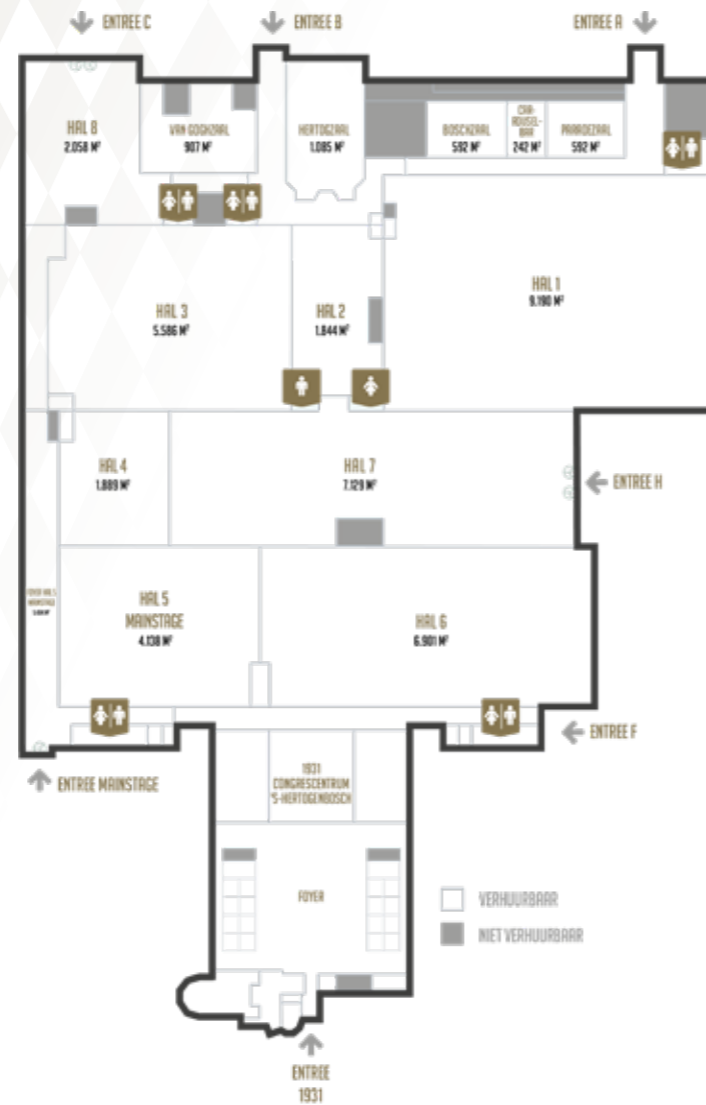 ENTREE C
ENTREE B
ENTREE A
HAL 8
2.058 M²
VAN GOGHZAAL
907 M²
HERTOGZAAL
1.085 M²
BOSCHZAAL
592 M²
CAR-
ROUSEL-
BAR
242 M²
PARADEZAAL
592 M²
HAL 1
9.190 M²
HAL 3
5.586 M²
HAL 2
1.844 M²
HAL 4
1.889 M²
HAL 7
7.129 M²
ENTREE H
FOYER HAL 5
MAINSTAGE
HAL 5
MAINSTAGE
4.138 M²
HAL 6
6.901 M²
ENTREE F
ENTREE MAINSTAGE
1931
CONGRESCENTRUM
'S-HERTOGENBOSCH
FOYER
VERHUURBAAR
NIET VERHUURBAAR
ENTREE
1931